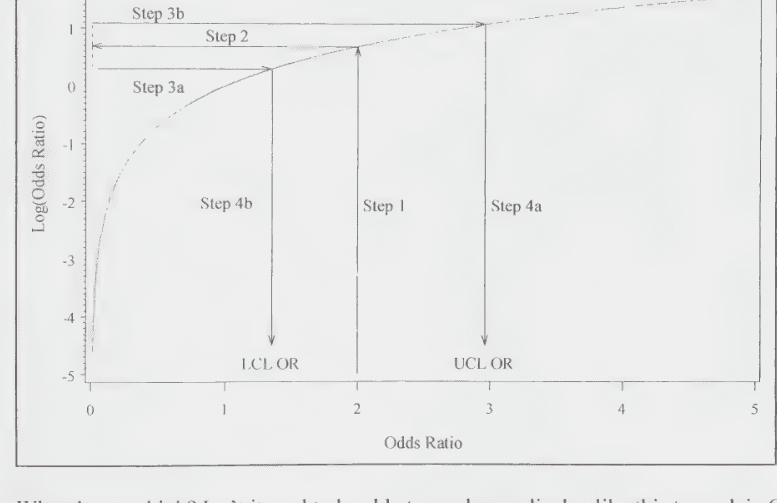 Step 3b
1
Step 2
0
Step 3a
-1
Log(Odds Ratio)
-2
Step 4b
Step 1
Step 4a
-3
-4
LCL OR
UCL OR
-5
0 1 2 3 4 5
Odds Ratio